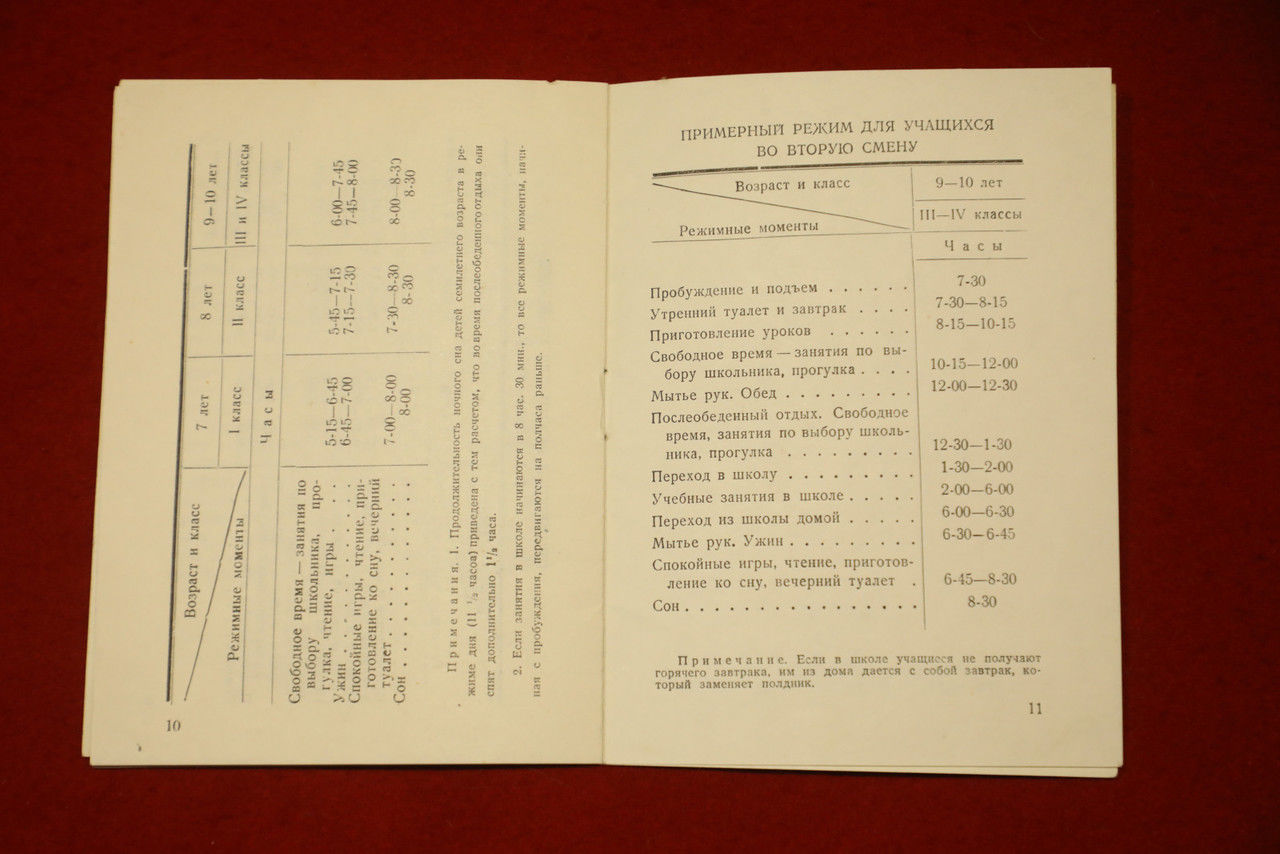 Возраст и класс
7 лет
8 лет
9—10 лет
Режимные моменты
I класс
II класс
III и IV классы
Часы
Свободное время — занятия по
выбору школьника, про-
гулка, чтение, игры . . .
5-15—6-45
5-45—7-15
6-00—7-45
Ужин . . . . . . . . . .
6-45—7-00
7-15—7-30
7-45—8-00
Спокойные игры, чтение, при-
готовление ко сну, вечерний
туалет . . . . . . . . . .
7-00—8-00
7-30—8-30
8-00—8-30
Сон . . . . . . . . . . .
8-00
8-30
8-30
Примечания. 1. Продолжительность ночного сна детей семилетнего возраста в ре-
жиме дня (11 ¹/₂ часов) приведена с тем расчетом, что во время послеобеденного отдыха они
спят дополнительно 1¹/₂ часа.
2. Если занятия в школе начинаются в 8 час. 30 мин., то все режимные моменты, начи-
ная с пробуждения, передвигаются на полчаса раньше.
10
ПРИМЕРНЫЙ РЕЖИМ ДЛЯ УЧАЩИХСЯ
ВО ВТОРУЮ СМЕНУ
Возраст и класс
9—10 лет
Режимные моменты
III—IV классы
Часы
Пробуждение и подъем . . . . . . 7-30
Утренний туалет и завтрак . . . . 7-30—8-15
Приготовление уроков . . . . . . 8-15—10-15
Свободное время — занятия по вы-
бору школьника, прогулка . . . . 10-15—12-00
Мытье рук. Обед . . . . . . . . . 12-00—12-30
Послеобеденный отдых. Свободное
время, занятия по выбору школь-
ника, прогулка . . . . . . . . . 12-30—1-30
Переход в школу . . . . . . . . . 1-30—2-00
Учебные занятия в школе . . . . . 2-00—6-00
Переход из школы домой . . . . . 6-00—6-30
Мытье рук. Ужин . . . . . . . . . 6-30—6-45
Спокойные игры, чтение, приготов-
ление ко сну, вечерний туалет . 6-45—8-30
Сон . . . . . . . . . . . . . . . . 8-30
Примечание. Если в школе учащиеся не получают
горячего завтрака, им из дома дается с собой завтрак, ко-
торый заменяет полдник.
11